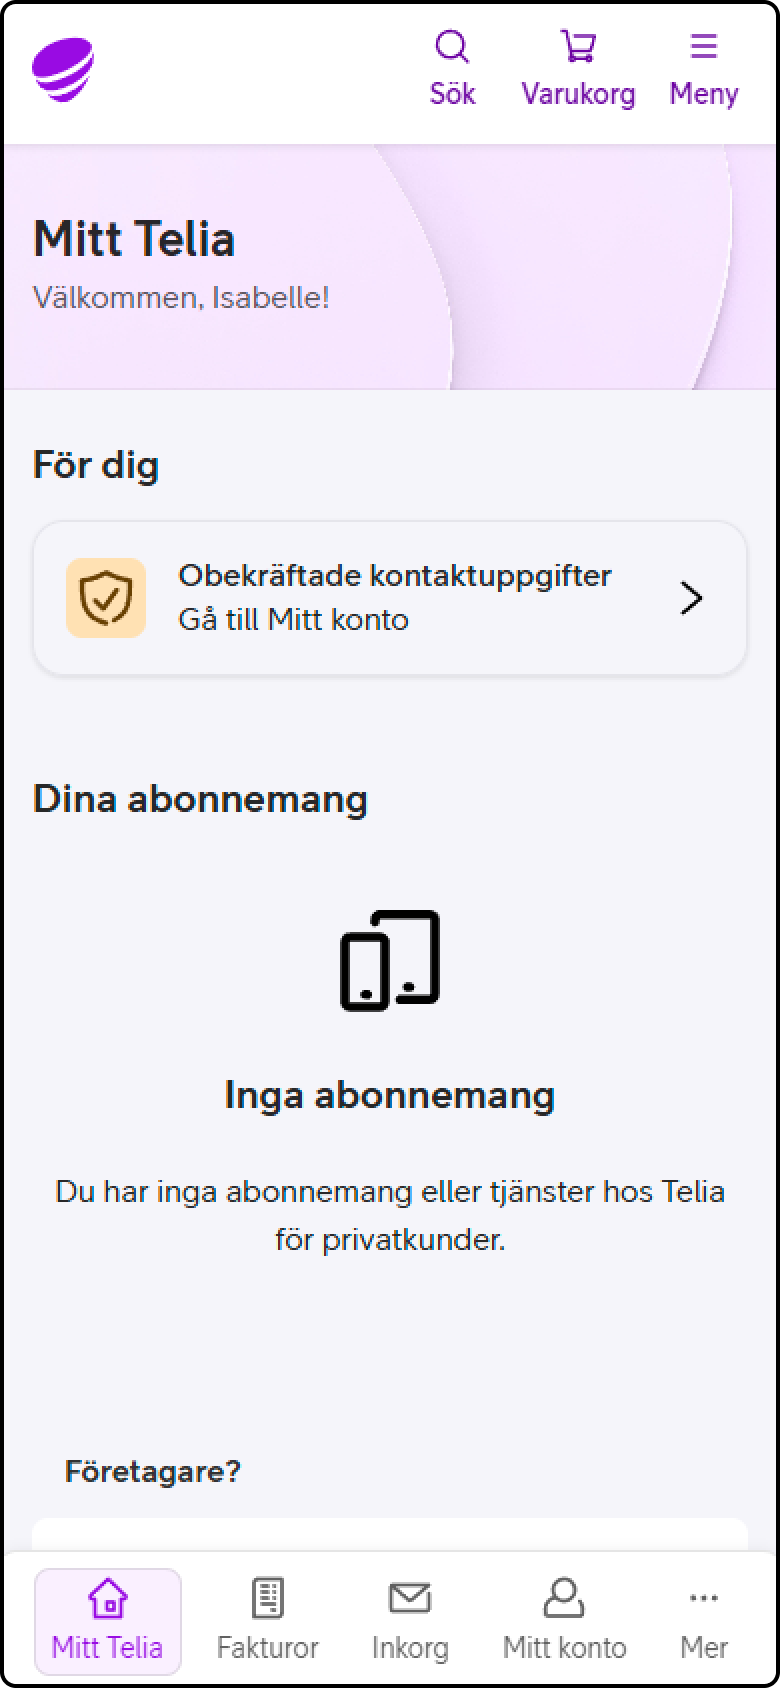 Sök
Varukorg
Meny
Mitt Telia
Välkommen, Isabelle!
För dig
Obekräftade kontaktuppgifter
Gå till Mitt konto
Dina abonnemang
Inga abonnemang
Du har inga abonnemang eller tjänster hos Telia
för privatkunder.
Företagare?
Mitt Telia
Fakturor
Inkorg
Mitt konto
Mer